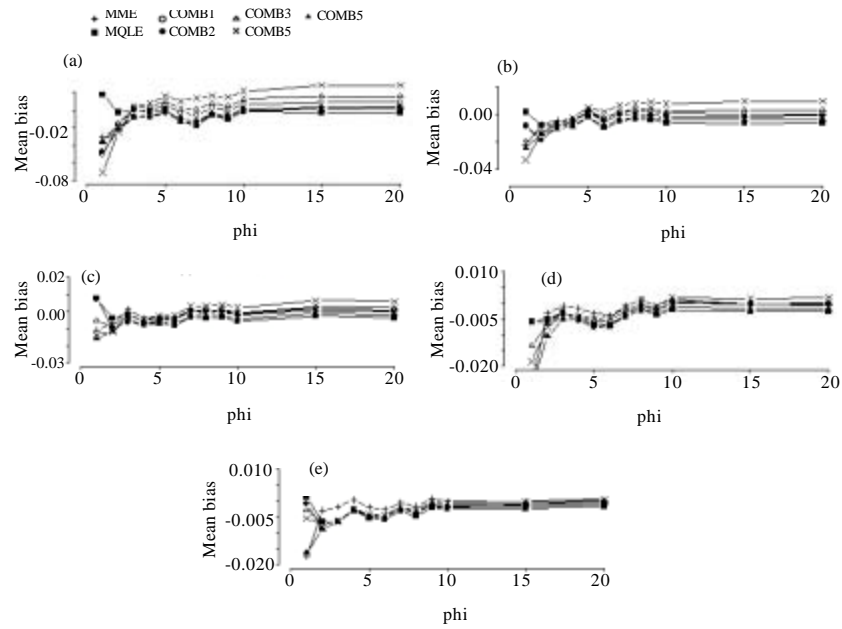 MME COMB1 COMB3 COMB5
MQLE COMB2 COMB5
(a)
Mean bias
-0.02
-0.08
0 5 10 15 20
phi
(b)
Mean bias
0.00
-0.04
0 5 10 15 20
phi
(c)
Mean bias
0.02
0.00
-0.03
0 5 10 15 20
phi
(d)
Mean bias
0.010
-0.005
-0.020
0 5 10 15 20
phi
(e)
Mean bias
0.010
-0.005
-0.020
0 5 10 15 20
phi